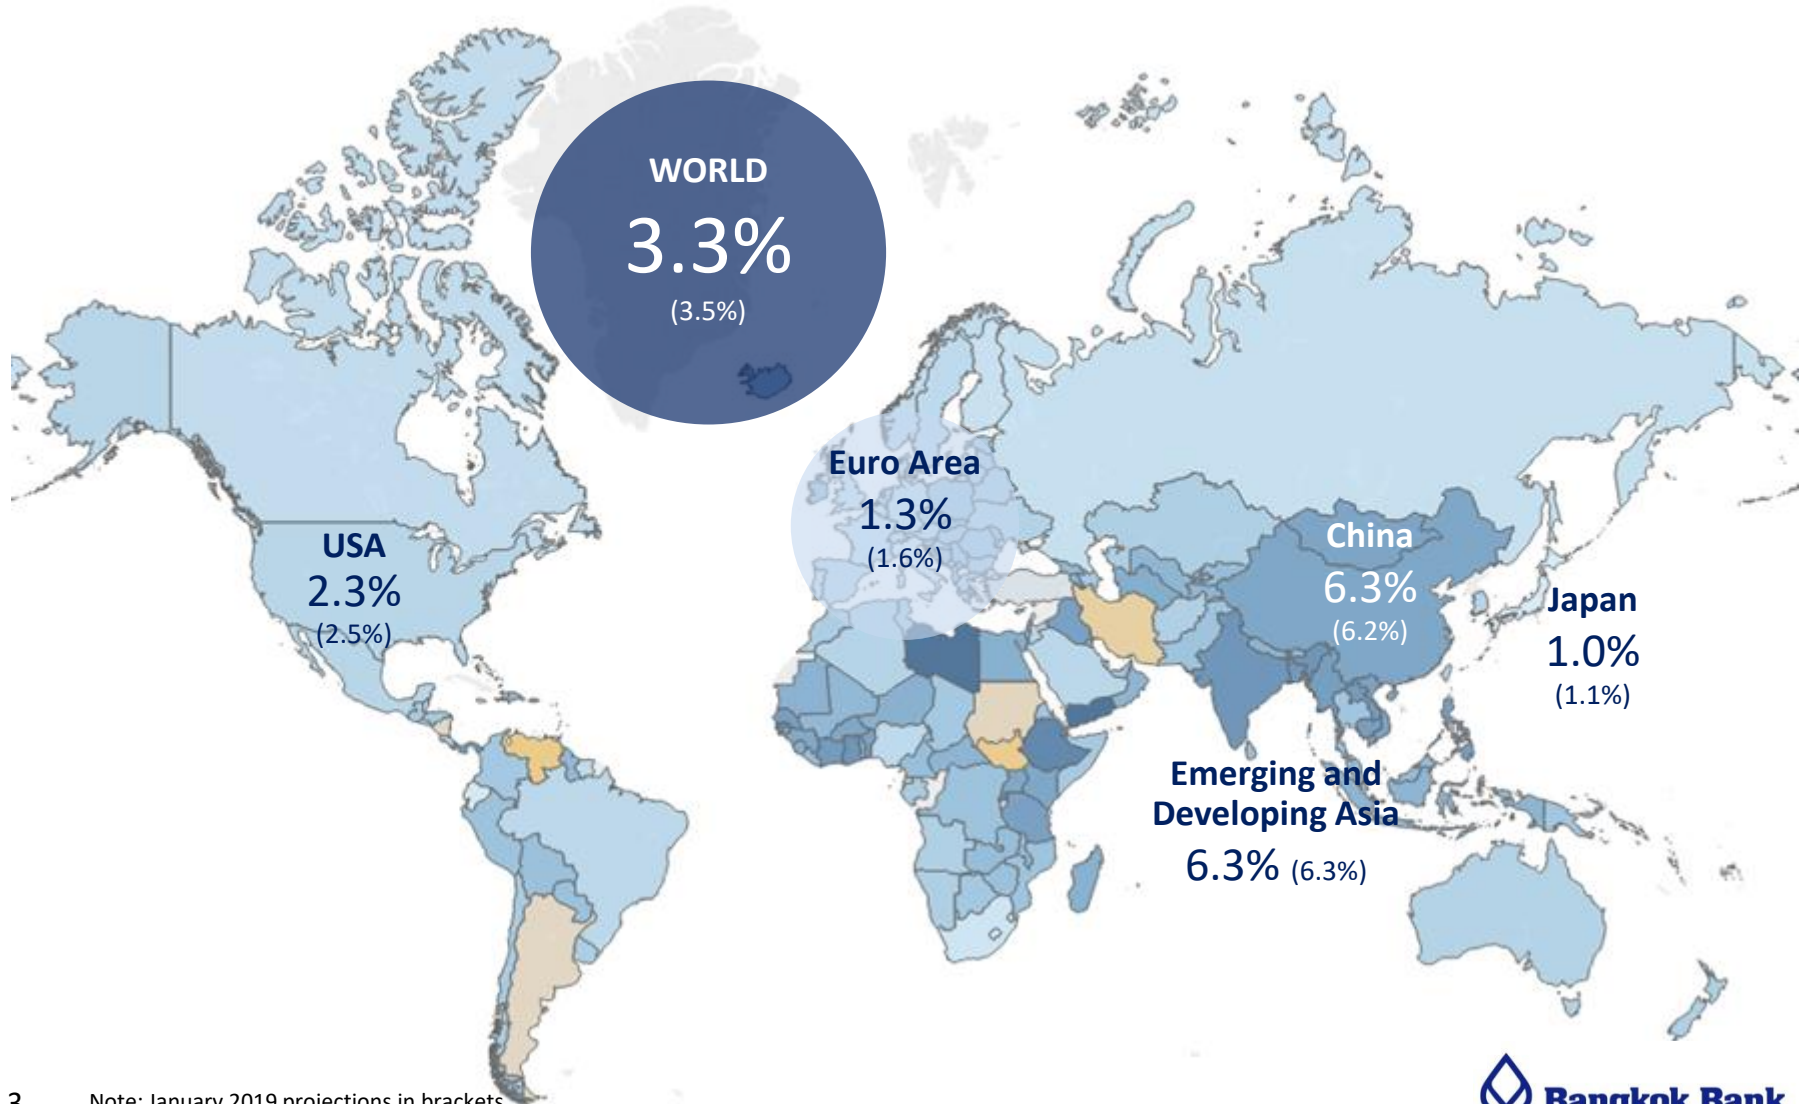 WORLD
3.3%
(3.5%)
Euro Area
1.3%
(1.6%)
USA
2.3%
(2.5%)
China
6.3%
(6.2%)
Japan
1.0%
(1.1%)
Emerging and
Developing Asia
6.3% (6.3%)
3
Note: January 2019 projections in brackets
Bangkok Bank